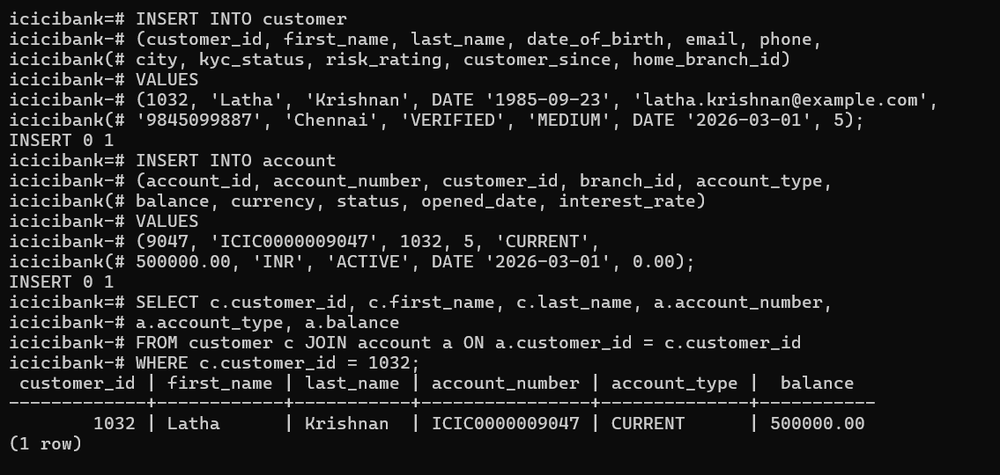 icicibank=# INSERT INTO customer
icicibank-# (customer_id, first_name, last_name, date_of_birth, email, phone,
icicibank(# city, kyc_status, risk_rating, customer_since, home_branch_id)
icicibank-# VALUES
icicibank-# (1032, 'Latha', 'Krishnan', DATE '1985-09-23', 'latha.krishnan@example.com',
icicibank(# '9845099887', 'Chennai', 'VERIFIED', 'MEDIUM', DATE '2026-03-01', 5);
INSERT 0 1
icicibank=# INSERT INTO account
icicibank-# (account_id, account_number, customer_id, branch_id, account_type,
icicibank(# balance, currency, status, opened_date, interest_rate)
icicibank-# VALUES
icicibank-# (9047, 'ICIC0000009047', 1032, 5, 'CURRENT',
icicibank(# 500000.00, 'INR', 'ACTIVE', DATE '2026-03-01', 0.00);
INSERT 0 1
icicibank=# SELECT c.customer_id, c.first_name, c.last_name, a.account_number,
icicibank-# a.account_type, a.balance
icicibank-# FROM customer c JOIN account a ON a.customer_id = c.customer_id
icicibank-# WHERE c.customer_id = 1032;
 customer_id | first_name | last_name | account_number | account_type |  balance
-------------+------------+-----------+----------------+--------------+-----------
        1032 | Latha      | Krishnan  | ICIC0000009047 | CURRENT      | 500000.00
(1 row)